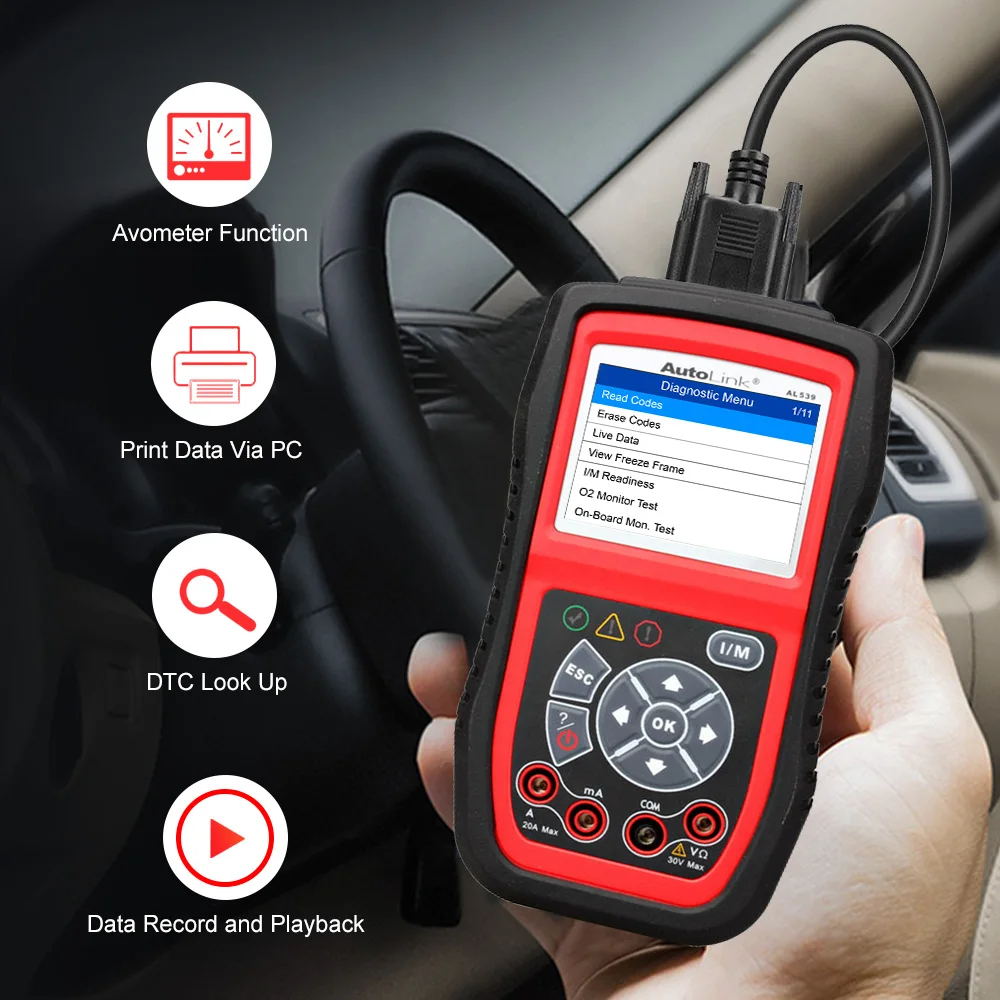 Avometer Function
Print Data Via PC
DTC Look Up
Data Record and Playback
AutoLink®
AL539
Diagnostic Menu 1/11
Read Codes
Erase Codes
Live Data
View Freeze Frame
I/M Readiness
O2 Monitor Test
On-Board Mon. Test
I/M
ESC
OK
?
A
20A Max
mA
COM
VΩ
30V Max